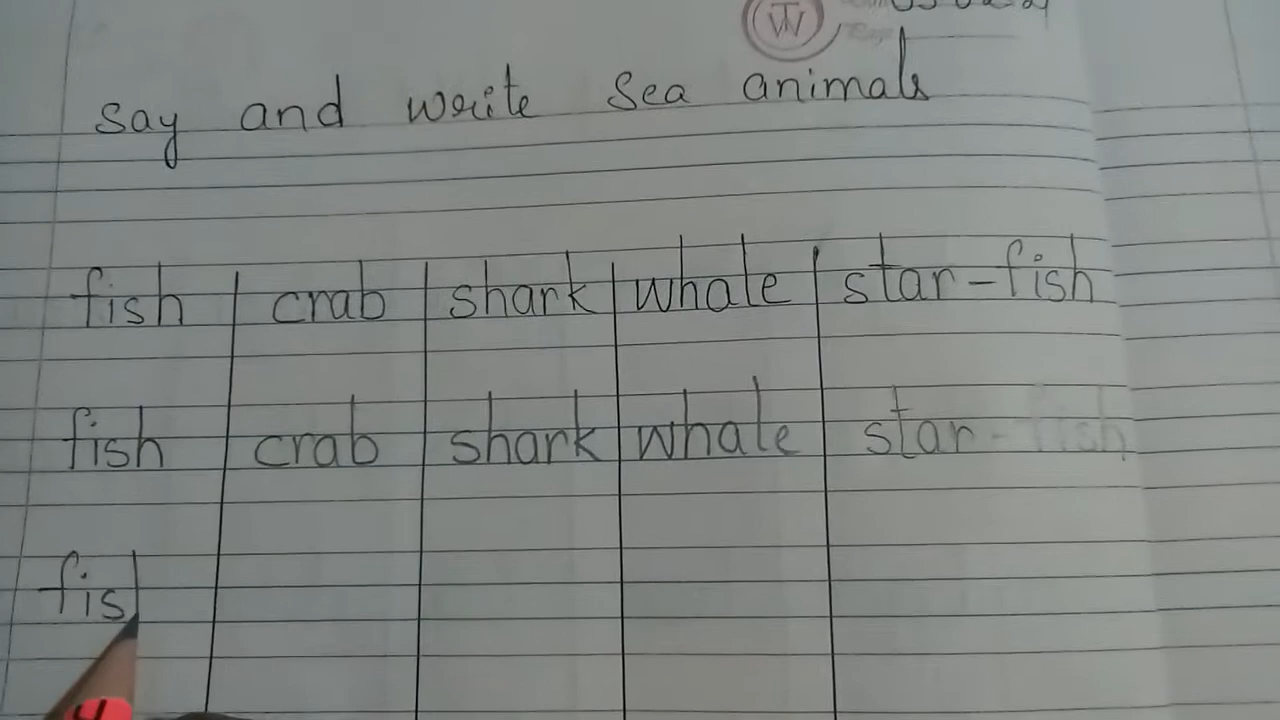 say and write Sea animals
fish crab shark whale star-fish
fish crab shark whale star-fish
fis